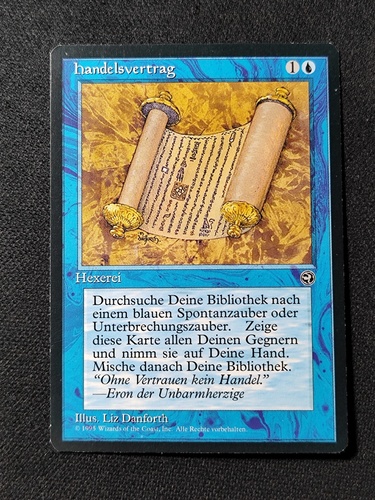 Handelsvertrag 1
Hexerei
Durchsuche Deine Bibliothek nach
einem blauen Spontanzauber oder
Unterbrechungszauber. Zeige
diese Karte allen Deinen Gegnern
und nimm sie auf Deine Hand.
Mische danach Deine Bibliothek.
"Ohne Vertrauen kein Handel."
—Eron der Unbarmherzige
Illus. Liz Danforth
© 1995 Wizards of the Coast, Inc. Alle Rechte vorbehalten.